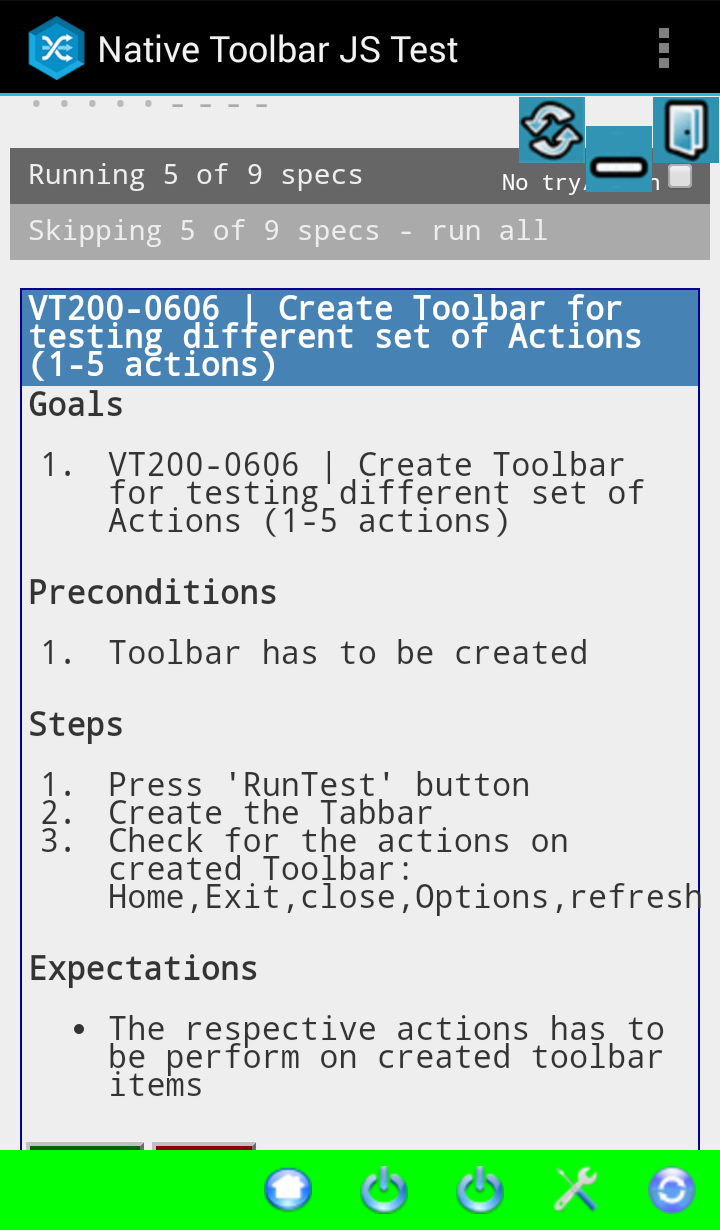 Native Toolbar JS Test
Running 5 of 9 specs
No try/
Skipping 5 of 9 specs - run all
VT200-0606 | Create Toolbar for
testing different set of Actions
(1-5 actions)
Goals
1. VT200-0606 | Create Toolbar
for testing different set of
Actions (1-5 actions)
Preconditions
1. Toolbar has to be created
Steps
1. Press 'RunTest' button
2. Create the Tabbar
3. Check for the actions on
created Toolbar:
Home,Exit,close,Options,refresh
Expectations
• The respective actions has to
be perform on created toolbar
items